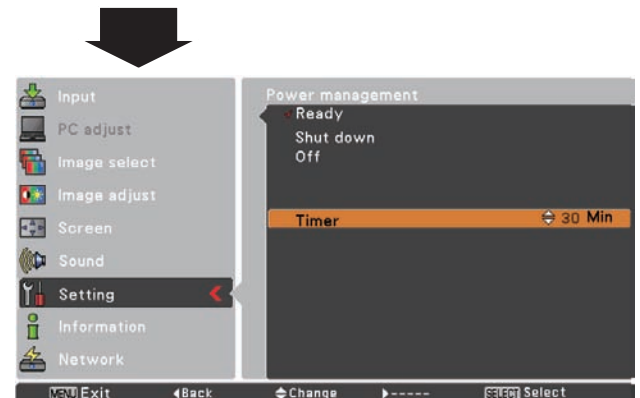 Input
PC adjust
Image select
Image adjust
Screen
Sound
Setting
Information
Network
Power management
Ready
Shut down
Off
Timer 30 Min
MENU Exit Back Change ----- SELECT Select